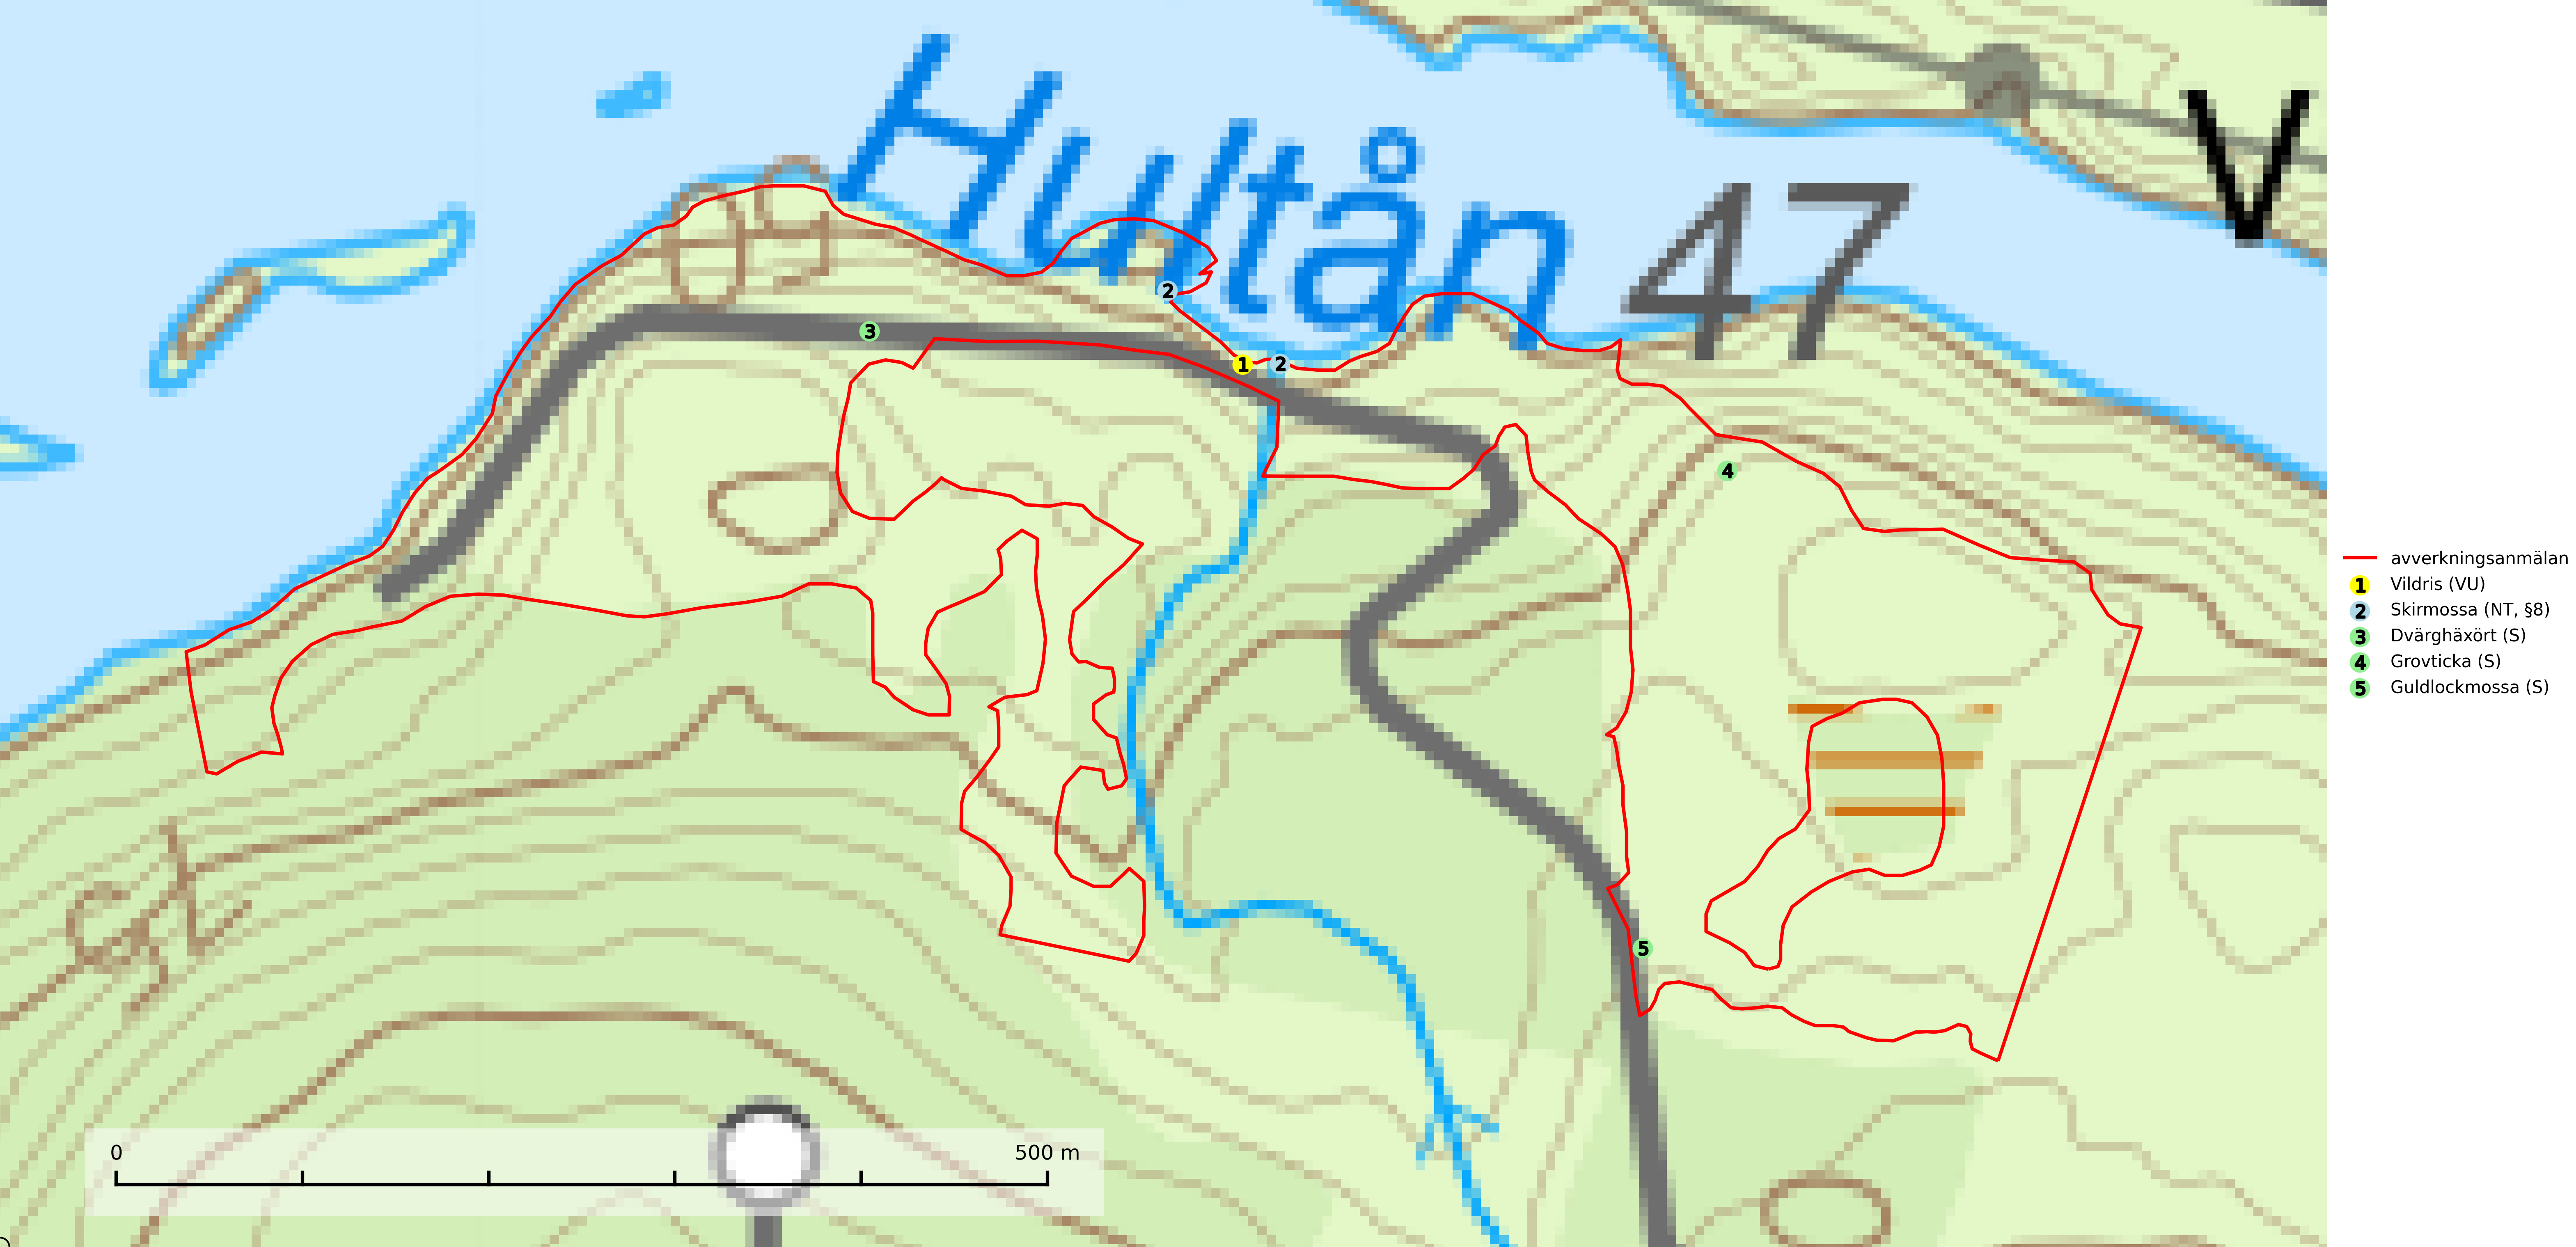 Hultån 47
V
2
3
1 2
4
5
avverkningsanmälan
1 Vildris (VU)
2 Skirmossa (NT, §8)
3 Dvärghäxört (S)
4 Grovticka (S)
5 Guldlockmossa (S)
0 500 m